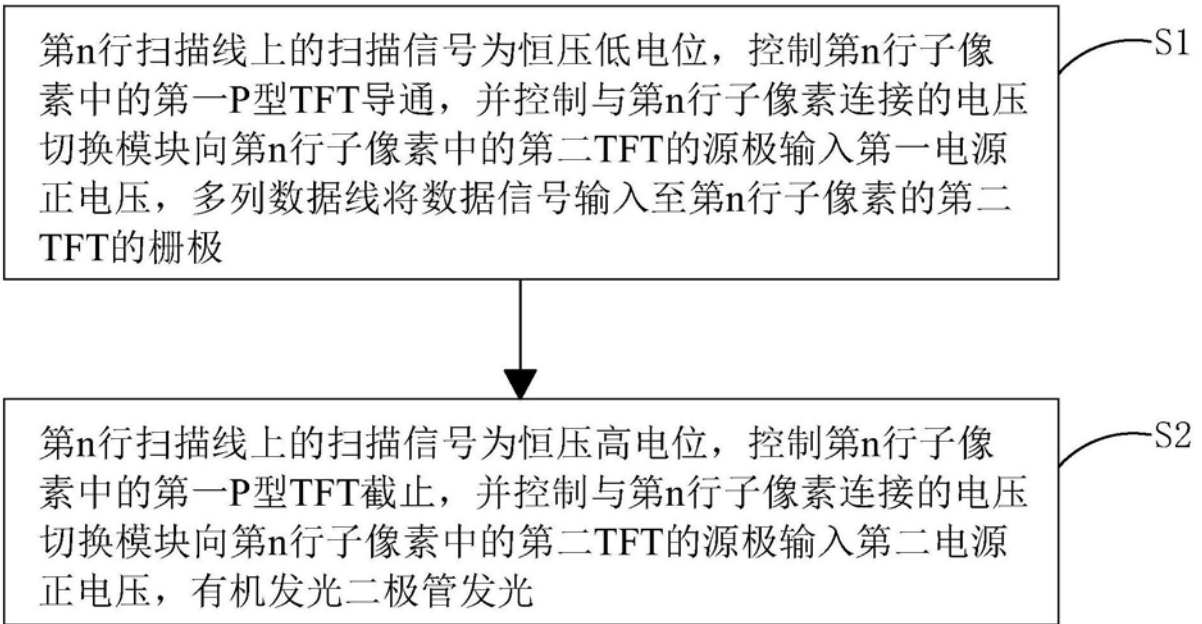 第n行扫描线上的扫描信号为恒压低电位，控制第n行子像
素中的第一P型TFT导通，并控制与第n行子像素连接的电压
切换模块向第n行子像素中的第二TFT的源极输入第一电源
正电压，多列数据线将数据信号输入至第n行子像素的第二
TFT的栅极
S1
第n行扫描线上的扫描信号为恒压高电位，控制第n行子像
素中的第一P型TFT截止，并控制与第n行子像素连接的电压
切换模块向第n行子像素中的第二TFT的源极输入第二电源
正电压，有机发光二极管发光
S2